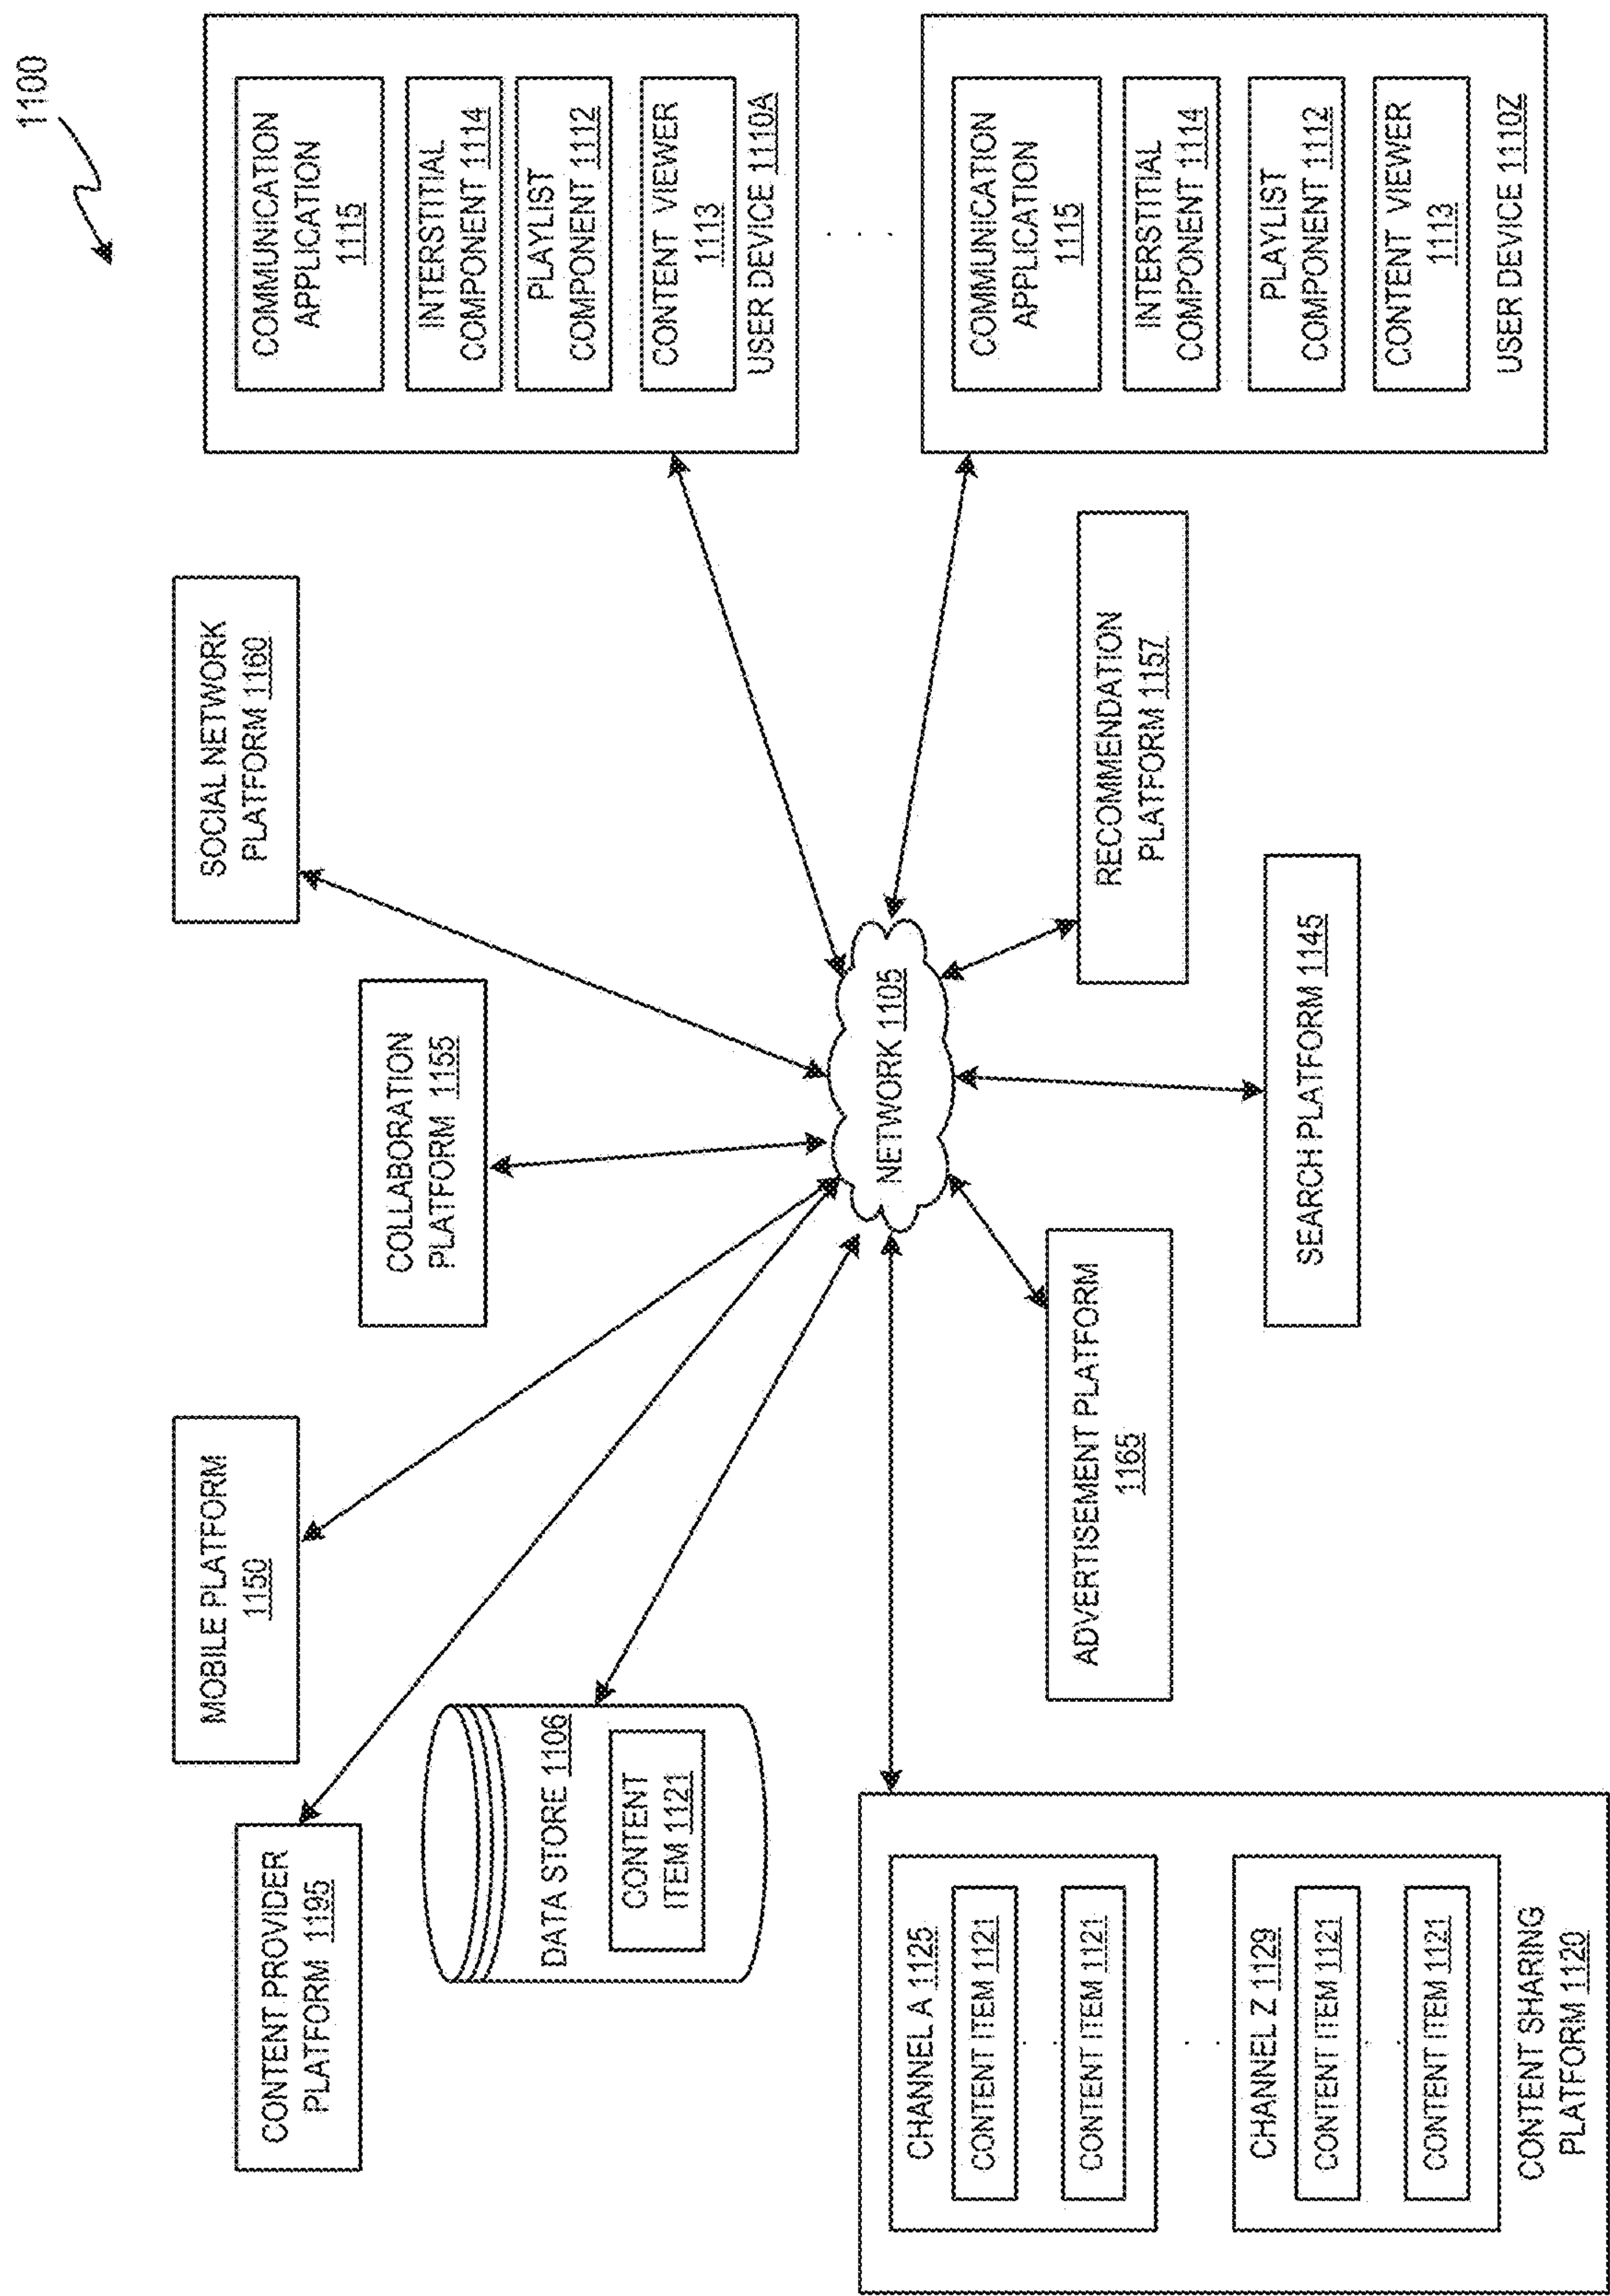 1100
CONTENT PROVIDER
PLATFORM 1195
MOBILE PLATFORM
1150
SOCIAL NETWORK
PLATFORM 1160
COLLABORATION
PLATFORM 1155
DATA STORE 1106
CONTENT
ITEM 1121
NETWORK 1105
COMMUNICATION
APPLICATION
1115
INTERSTITIAL
COMPONENT 1114
PLAYLIST
COMPONENT 1112
CONTENT VIEWER
1113
USER DEVICE 1110A
. . .
COMMUNICATION
APPLICATION
1115
INTERSTITIAL
COMPONENT 1114
PLAYLIST
COMPONENT 1112
CONTENT VIEWER
1113
USER DEVICE 1110Z
CHANNEL A 1125
CONTENT ITEM 1121
. . .
CONTENT ITEM 1121
. . .
CHANNEL Z 1129
CONTENT ITEM 1121
. . .
CONTENT ITEM 1121
CONTENT SHARING
PLATFORM 1120
ADVERTISEMENT PLATFORM
1165
RECOMMENDATION
PLATFORM 1157
SEARCH PLATFORM 1145